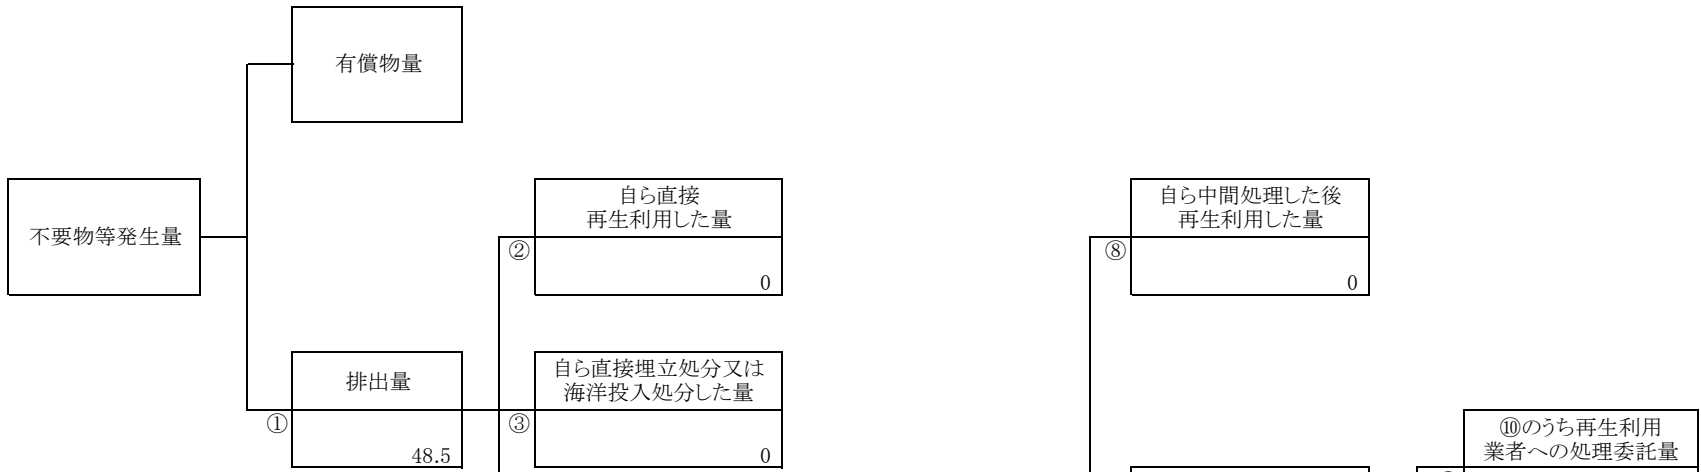 有償物量
不要物等発生量
自ら直接
再生利用した量
②
0
自ら中間処理した後
再生利用した量
⑧
0
排出量
①
48.5
自ら直接埋立処分又は
海洋投入処分した量
③
0
⑩のうち再生利用
業者への処理委託量